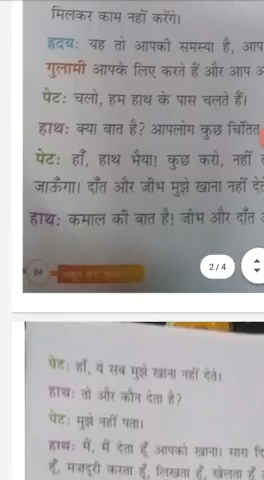 मिलकर काम नहीं करेंगे।
हृदय: यह तो आपकी समस्या है, आप
गुलामी आपके लिए करते हैं और आप
पेट: चलो, हम हाथ के पास चलते हैं।
हाथ: क्या बात है? आपलोग कुछ चिंतित
पेट: हाँ, हाथ भैया! कुछ करो, नहीं
जाऊँगा। दाँत और जीभ मुझे खाना नहीं देते
हाथ: कमाल की बात है! जीभ और दाँत
84
2/4
पेट: हाँ, ये सब मुझे खाना नहीं देते।
हाथ: तो और कौन देता है?
पेट: मुझे नहीं पता।
हाथ: मैं, मैं देता हूँ आपको खाना। सारा
हूँ, मजदूरी करता हूँ, लिखता हूँ, खेलता हूँ